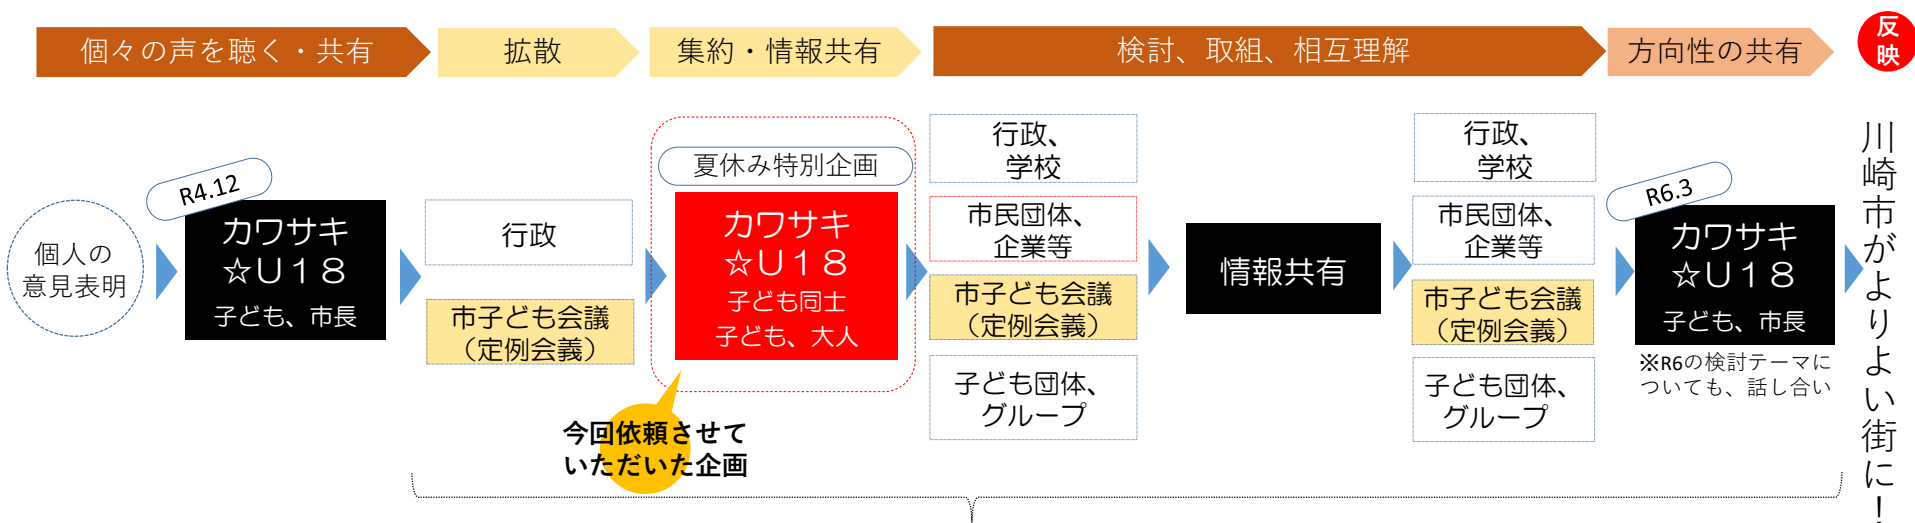 個々の声を聴く・共有
拡散
集約・情報共有
検討、取組、相互理解
方向性の共有
反
映
個人の
意見表明
R4.12
カワサキ
☆U18
子ども、市長
行政
市子ども会議
（定例会議）
夏休み特別企画
カワサキ
☆U18
子ども同士
子ども、大人
今回依頼させて
いただいた企画
行政、
学校
市民団体、
企業等
市子ども会議
（定例会議）
子ども団体、
グループ
情報共有
行政、
学校
市民団体、
企業等
市子ども会議
（定例会議）
子ども団体、
グループ
R6.3
カワサキ
☆U18
子ども、市長
※R6の検討テーマに
ついても、話し合い
川崎市がよりよい街に！